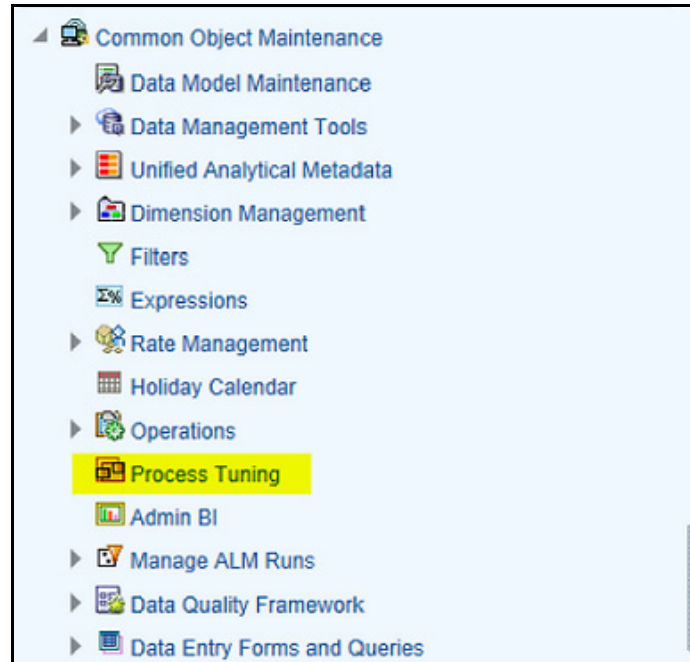 Common Object Maintenance
Data Model Maintenance
Data Management Tools
Unified Analytical Metadata
Dimension Management
Filters
Σ% Expressions
Rate Management
Holiday Calendar
Operations
Process Tuning
Admin BI
Manage ALM Runs
Data Quality Framework
Data Entry Forms and Queries